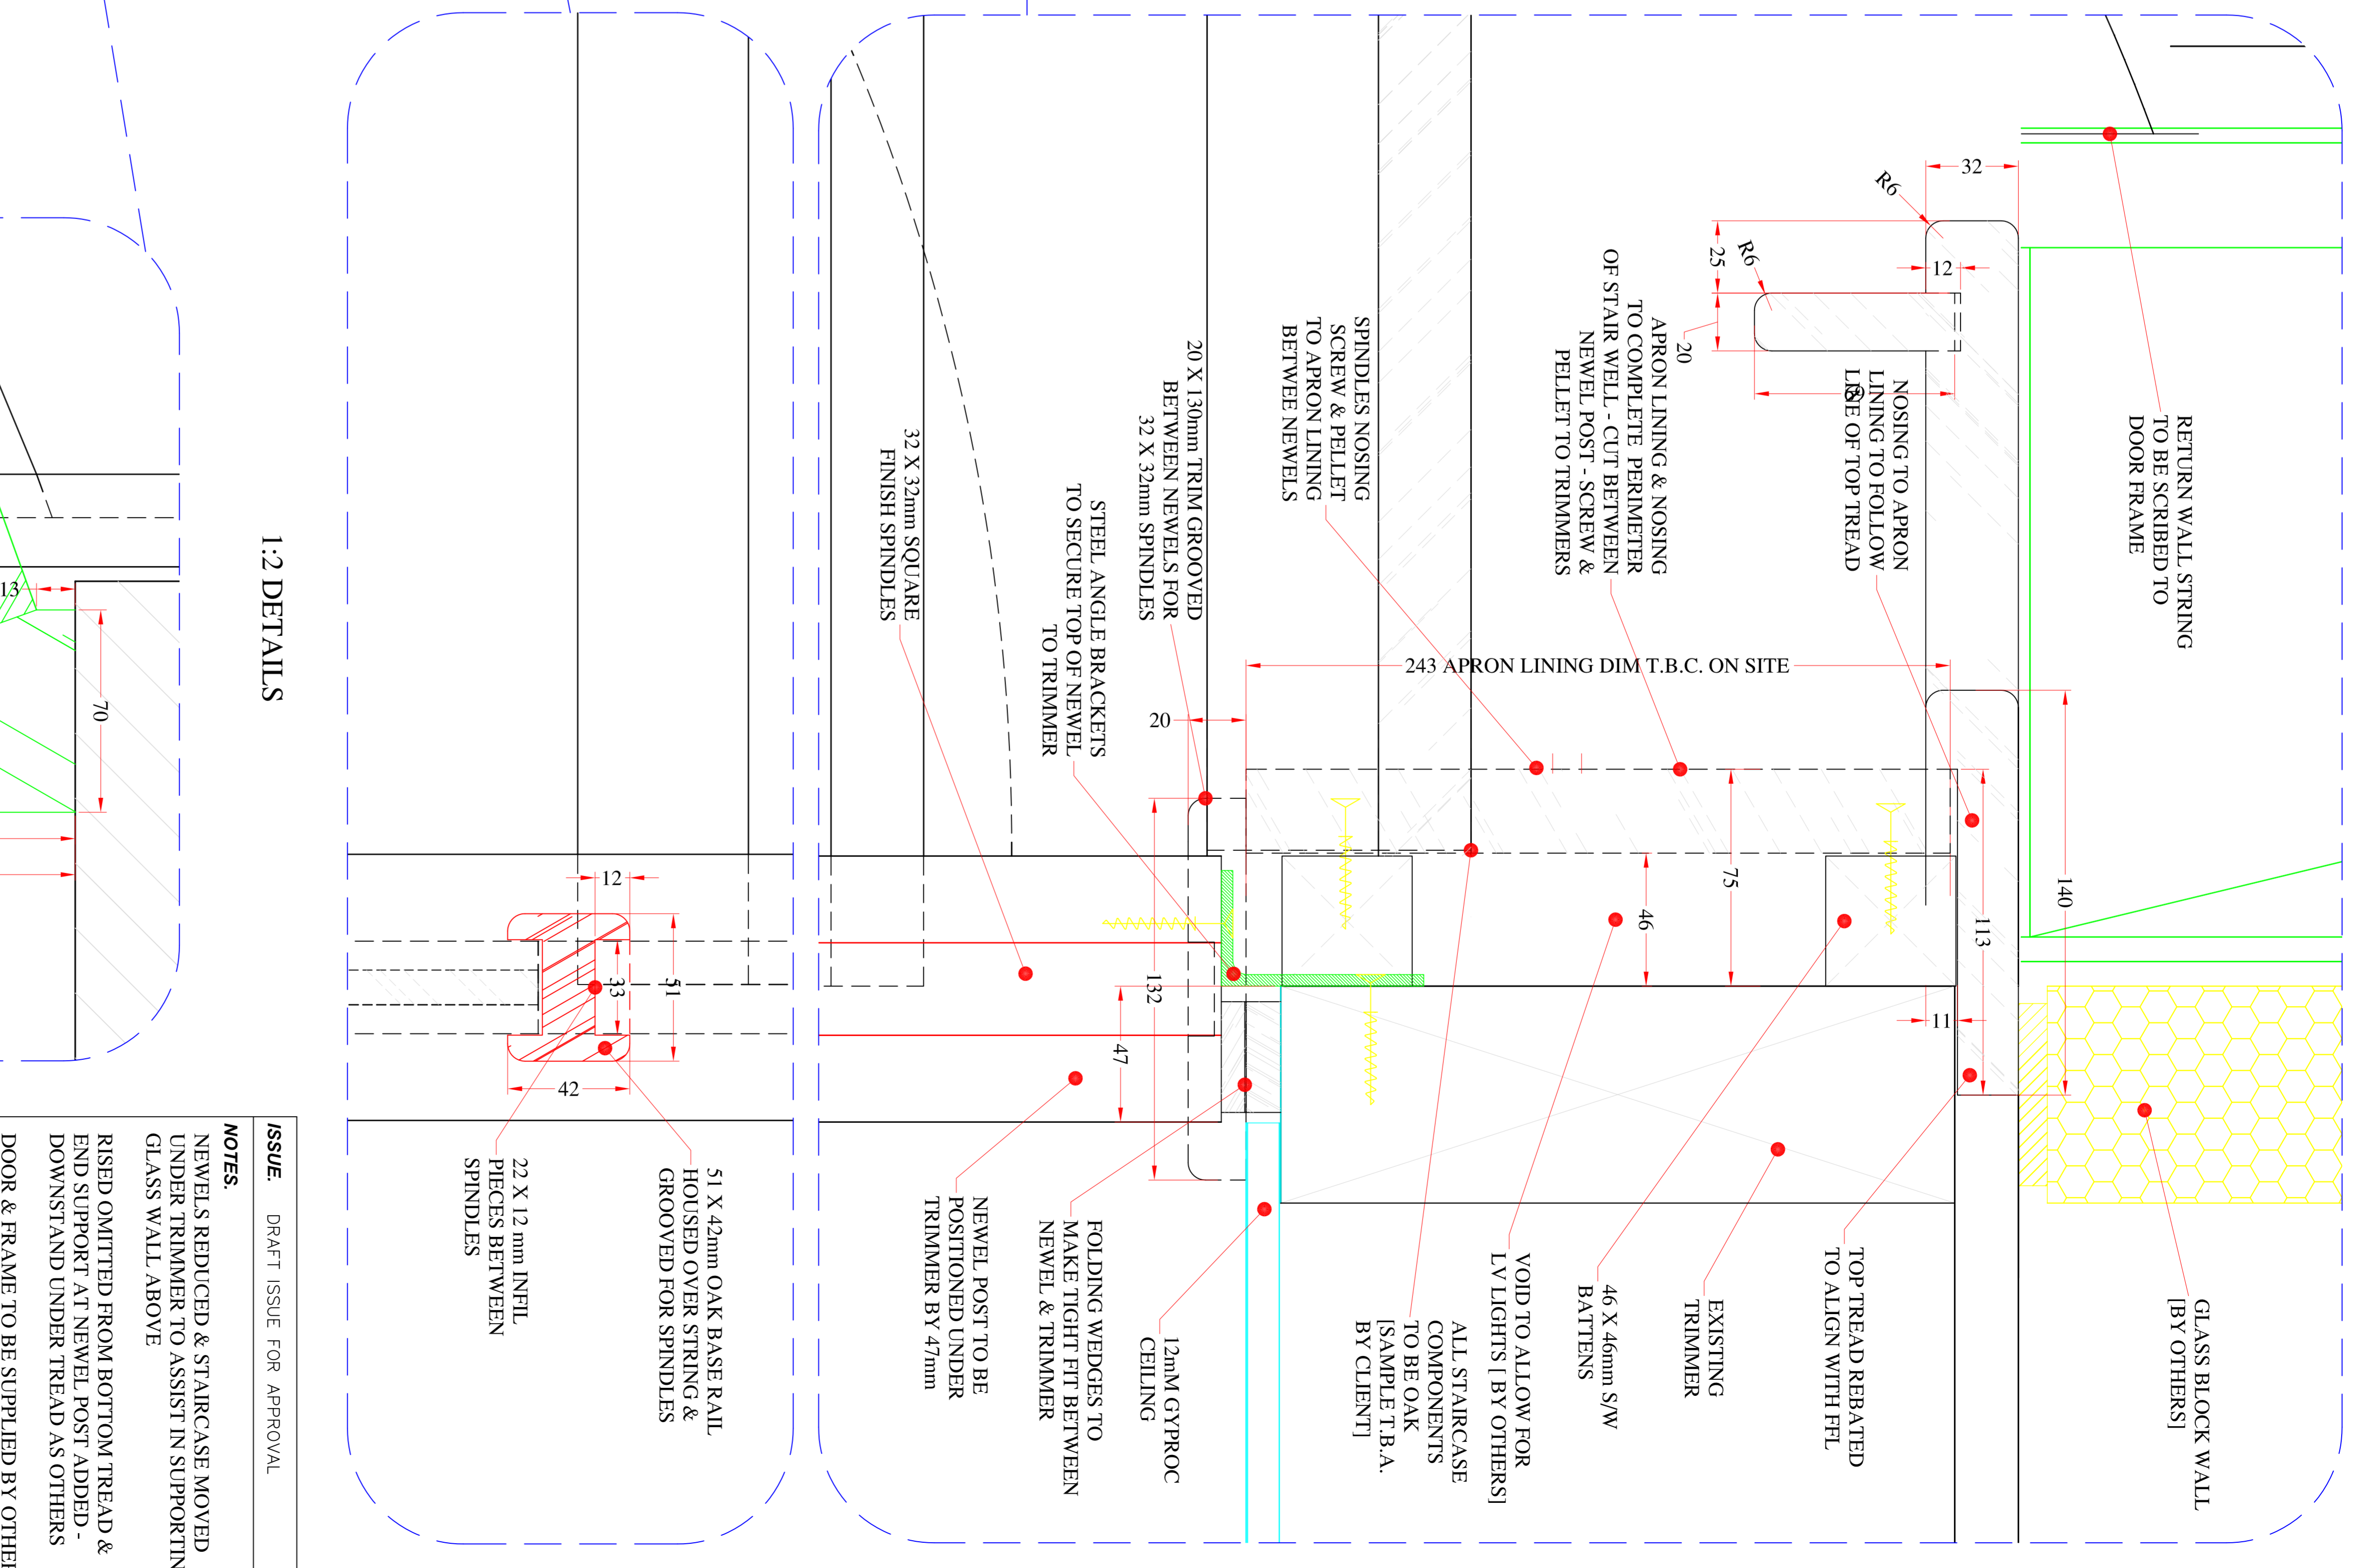 RETURN WALL STRING
TO BE SCRIBED TO
DOOR FRAME
GLASS BLOCK WALL
[BY OTHERS]
32
R6
12
25
R6
20
140
113
11
NOSING TO APRON
LINING TO FOLLOW
LINE OF TOP TREAD
TOP TREAD REBATED
TO ALIGN WITH FFL
APRON LINING & NOSING
TO COMPLETE PERIMETER
OF STAIR WELL - CUT BETWEEN
NEWEL POST - SCREW &
PELLET TO TRIMMERS
EXISTING
TRIMMER
243 APRON LINING DIM T.B.C. ON SITE
75
46
46 X 46mm S/W
BATTENS
VOID TO ALLOW FOR
LV LIGHTS [ BY OTHERS]
SPINDLES NOSING
SCREW & PELLET
TO APRON LINING
BETWEE NEWELS
ALL STAIRCASE
COMPONENTS
TO BE OAK
[SAMPLE T.B.A.
BY CLIENT]
20 X 130mm TRIM GROOVED
BETWEEN NEWELS FOR
32 X 32mm SPINDLES
20
132
47
12mM GYPROC
CEILING
STEEL ANGLE BRACKETS
TO SECURE TOP OF NEWEL
TO TRIMMER
FOLDING WEDGES TO
MAKE TIGHT FIT BETWEEN
NEWEL & TRIMMER
NEWEL POST TO BE
POSITIONED UNDER
TRIMMER BY 47mm
32 X 32mm SQUARE
FINISH SPINDLES
12
51
33
42
51 X 42mm OAK BASE RAIL
HOUSED OVER STRING &
GROOVED FOR SPINDLES
22 X 12 mm INFIL
PIECES BETWEEN
SPINDLES
1:2 DETAILS
70
13
ISSUE. DRAFT ISSUE FOR APPROVAL
NOTES.
NEWELS REDUCED & STAIRCASE MOVED
UNDER TRIMMER TO ASSIST IN SUPPORTIN
GLASS WALL ABOVE
RISED OMITTED FROM BOTTOM TREAD &
END SUPPORT AT NEWEL POST ADDED -
DOWNSTAND UNDER TREAD AS OTHERS
DOOR & FRAME TO BE SUPPLIED BY OTHER